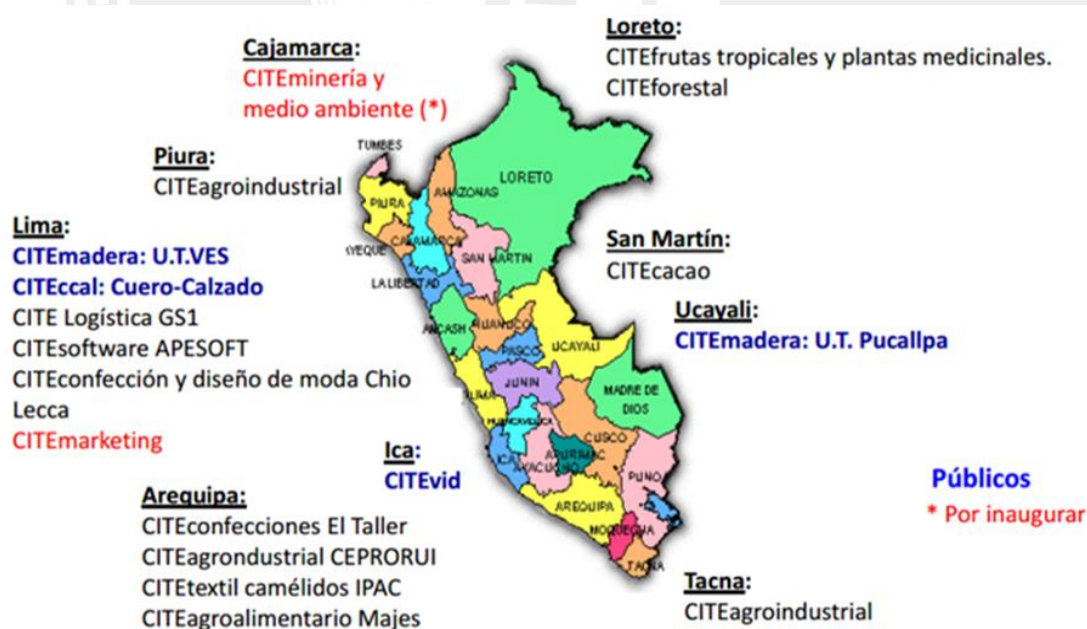 Loreto:
CITEfrutas tropicales y plantas medicinales.
CITEforestal
Cajamarca:
CITEminería y
medio ambiente (*)
Piura:
CITEagroindustrial
Lima:
CITEmadera: U.T.VES
CITEccal: Cuero-Calzado
CITE Logística GS1
CITEsoftware APESOFT
CITEconfección y diseño de moda Chio
Lecca
CITEmarketing
San Martín:
CITEcacao
Ucayali:
CITEmadera: U.T. Pucallpa
Ica:
CITEvid
Arequipa:
CITEconfecciones El Taller
CITEagrondustrial CEPRORUI
CITEtextil camélidos IPAC
CITEagroalimentario Majes
Tacna:
CITEagroindustrial
Públicos
* Por inaugurar
TUMBES
PIURA
AMAZONAS
LORETO
CAJAMARCA
YEQUE
SAN MARTIN
LA LIBERTAD
ANCASH
HUANUCO
UCAYALI
PASCO
JUNIN
LIMA
MADRE DE
DIOS
HUANCAVELICA
CUSCO
ICA
AYACUCHO
APURIMAC
PUNO
AREQUIPA
MOQUEGUA
TACNA